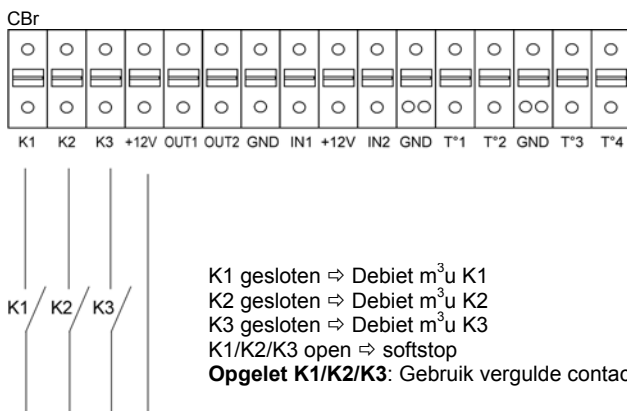 CBr
K1 K2 K3 +12V OUT1 OUT2 GND IN1 +12V IN2 GND T°1 T°2 GND T°3 T°4
K1 K2 K3
K1 gesloten ⇨ Debiet m³u K1
K2 gesloten ⇨ Debiet m³u K2
K3 gesloten ⇨ Debiet m³u K3
K1/K2/K3 open ⇨ softstop
Opgelet K1/K2/K3: Gebruik vergulde contac